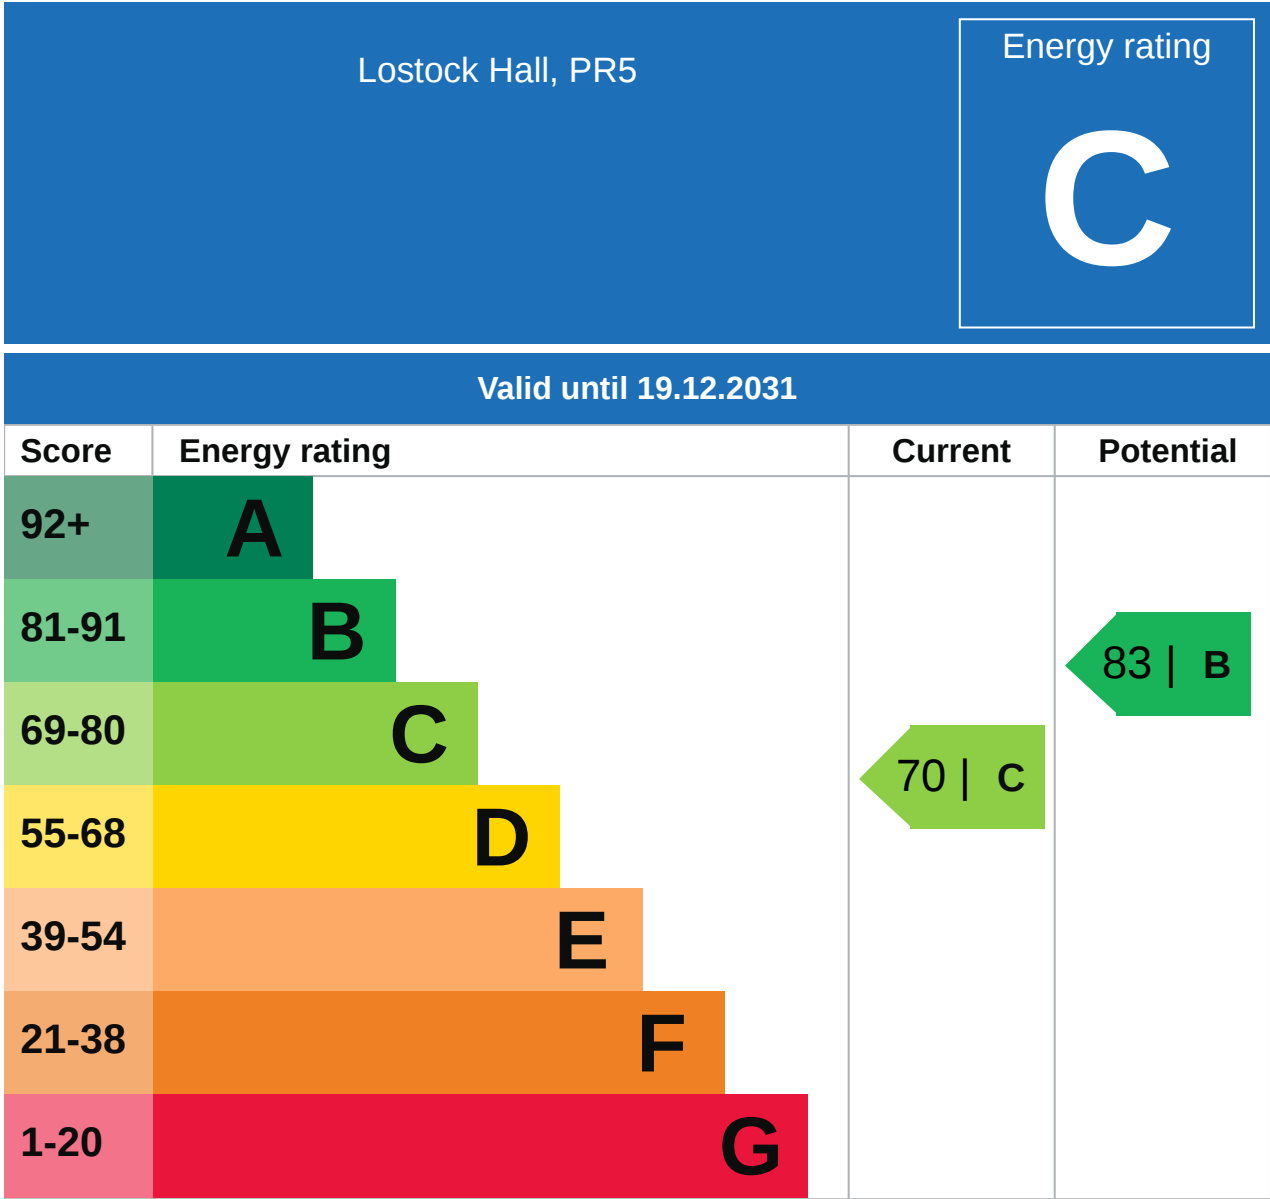 Lostock Hall, PR5
Energy rating
C
Valid until 19.12.2031
Score Energy rating Current Potential
92+ A
81-91 B
83 | B
69-80 C
70 | C
55-68 D
39-54 E
21-38 F
1-20 G